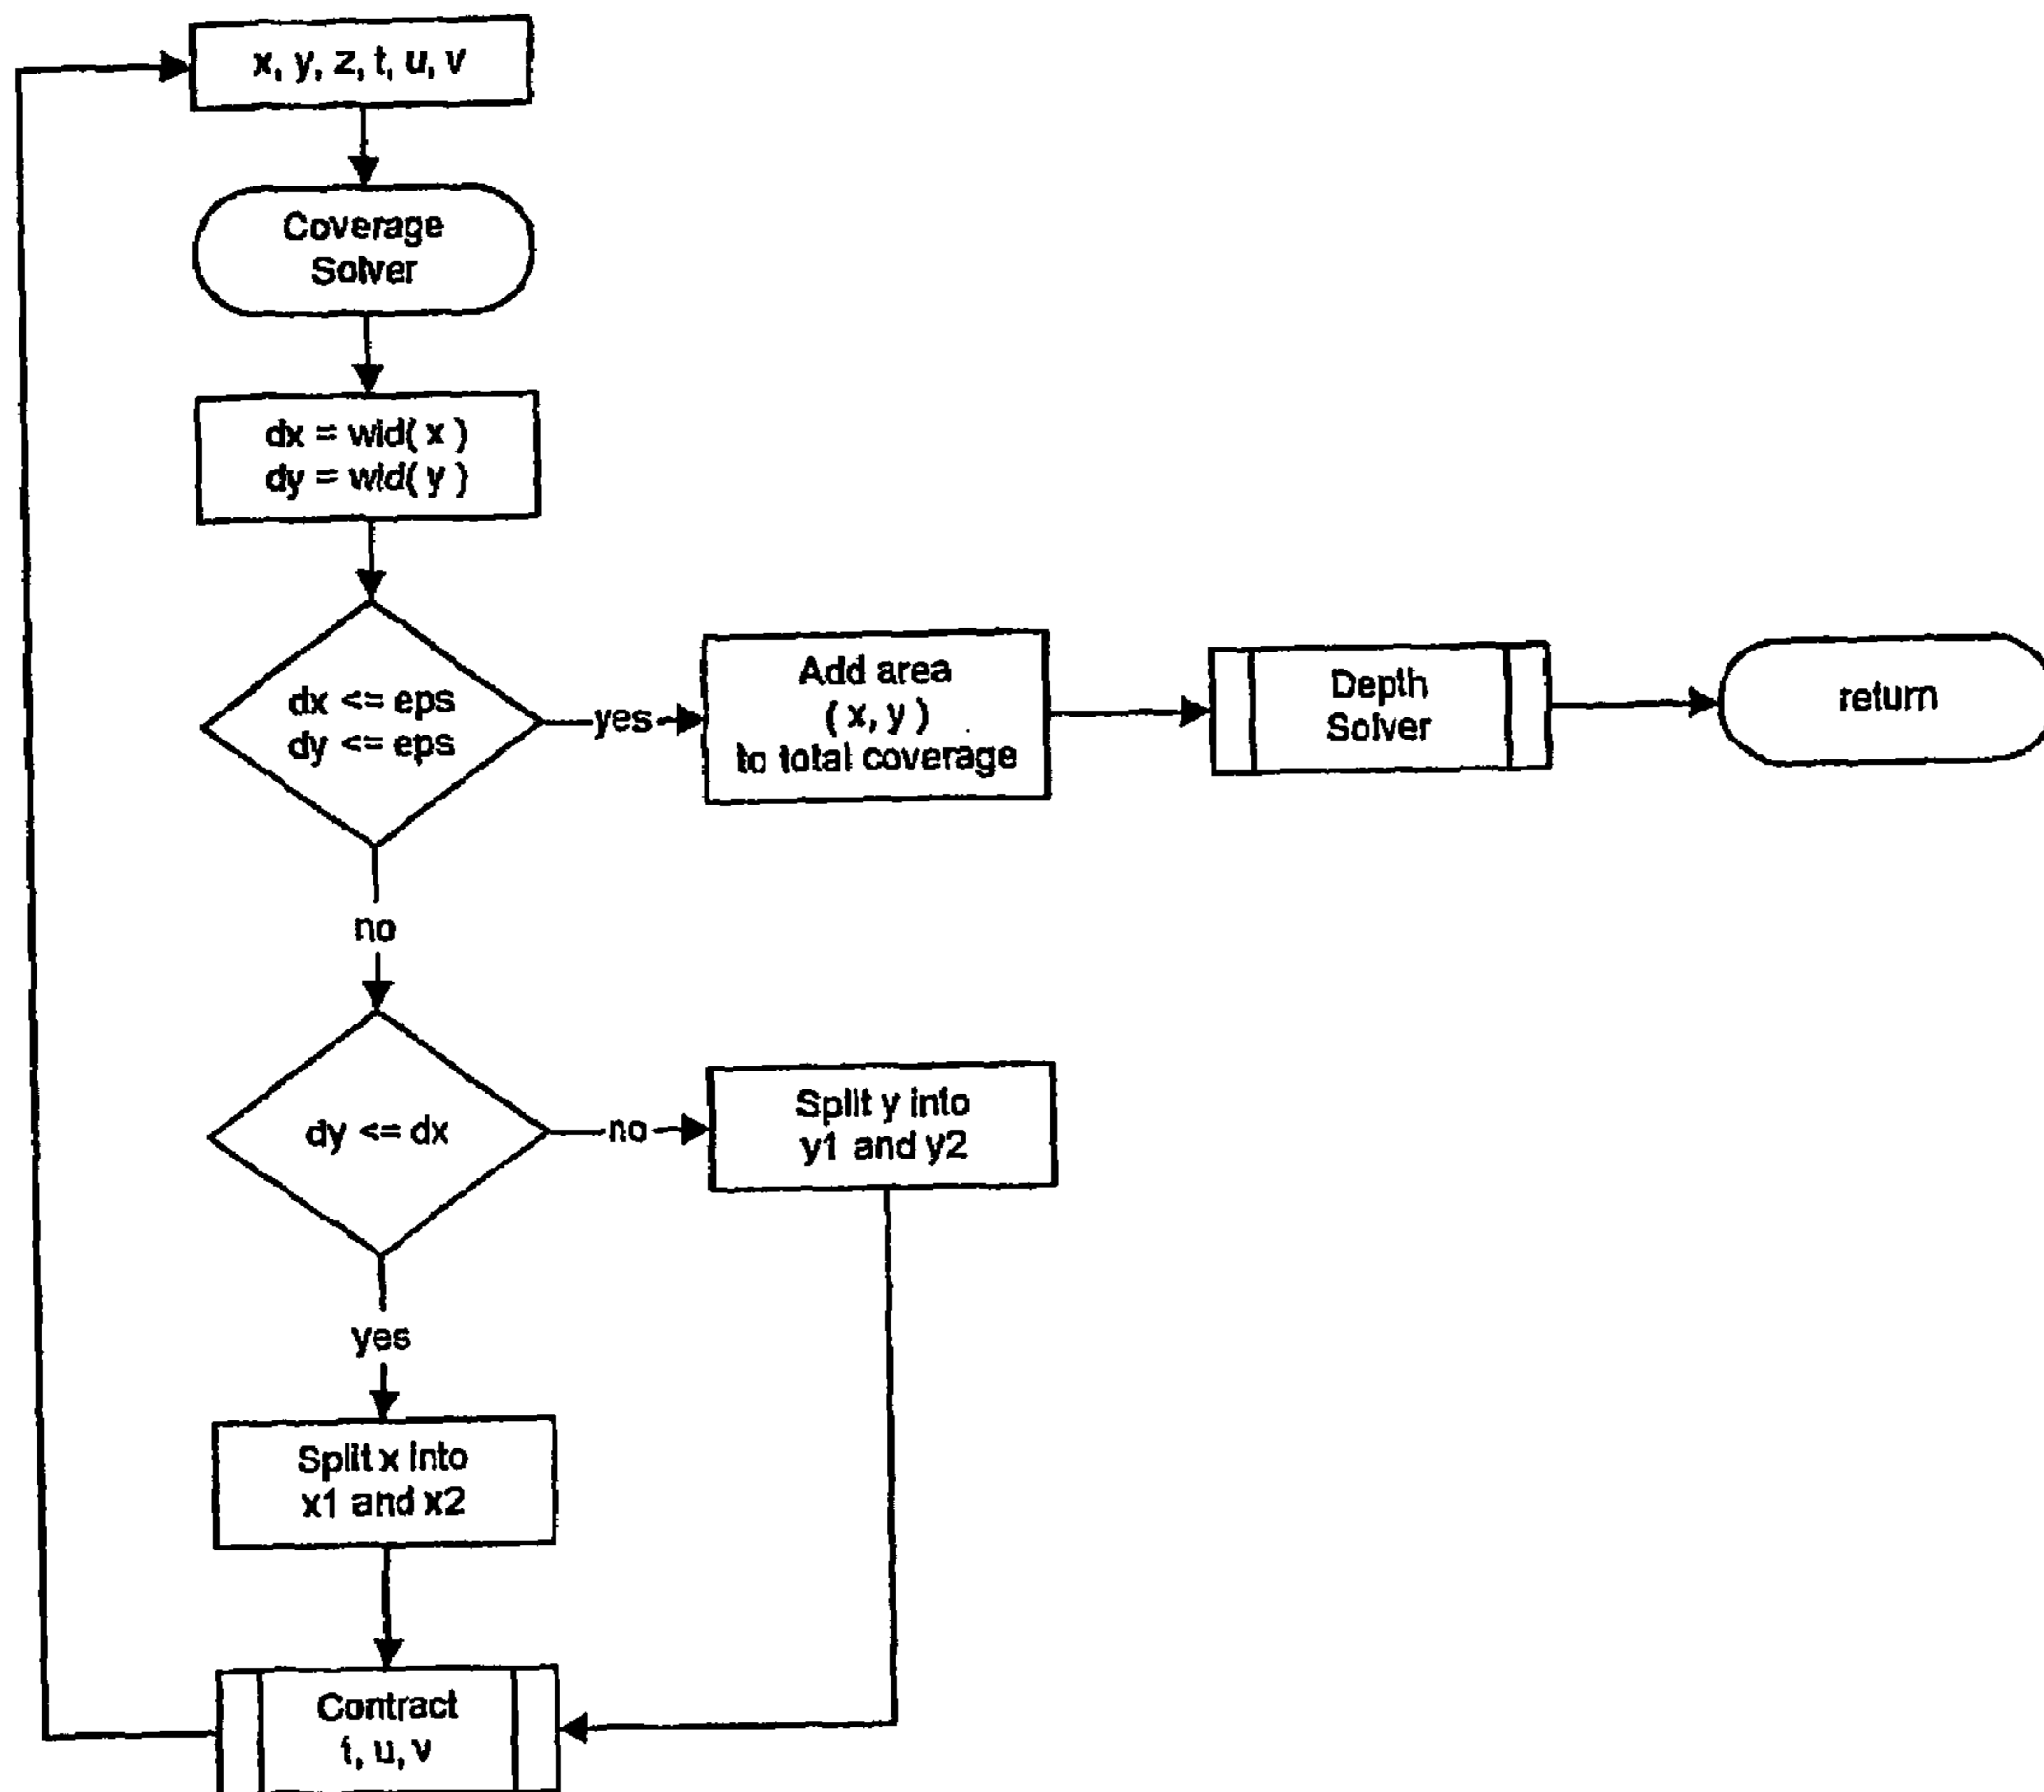 x, y, z, t, u, v
Coverage
Solver
dx = wid( x )
dy = wid( y )
dx <= eps
dy <= eps
yes
Add area
( x, y )
to total coverage
Depth
Solver
return
no
dy <= dx
no
Split y into
y1 and y2
yes
Split x into
x1 and x2
Contract
t, u, v